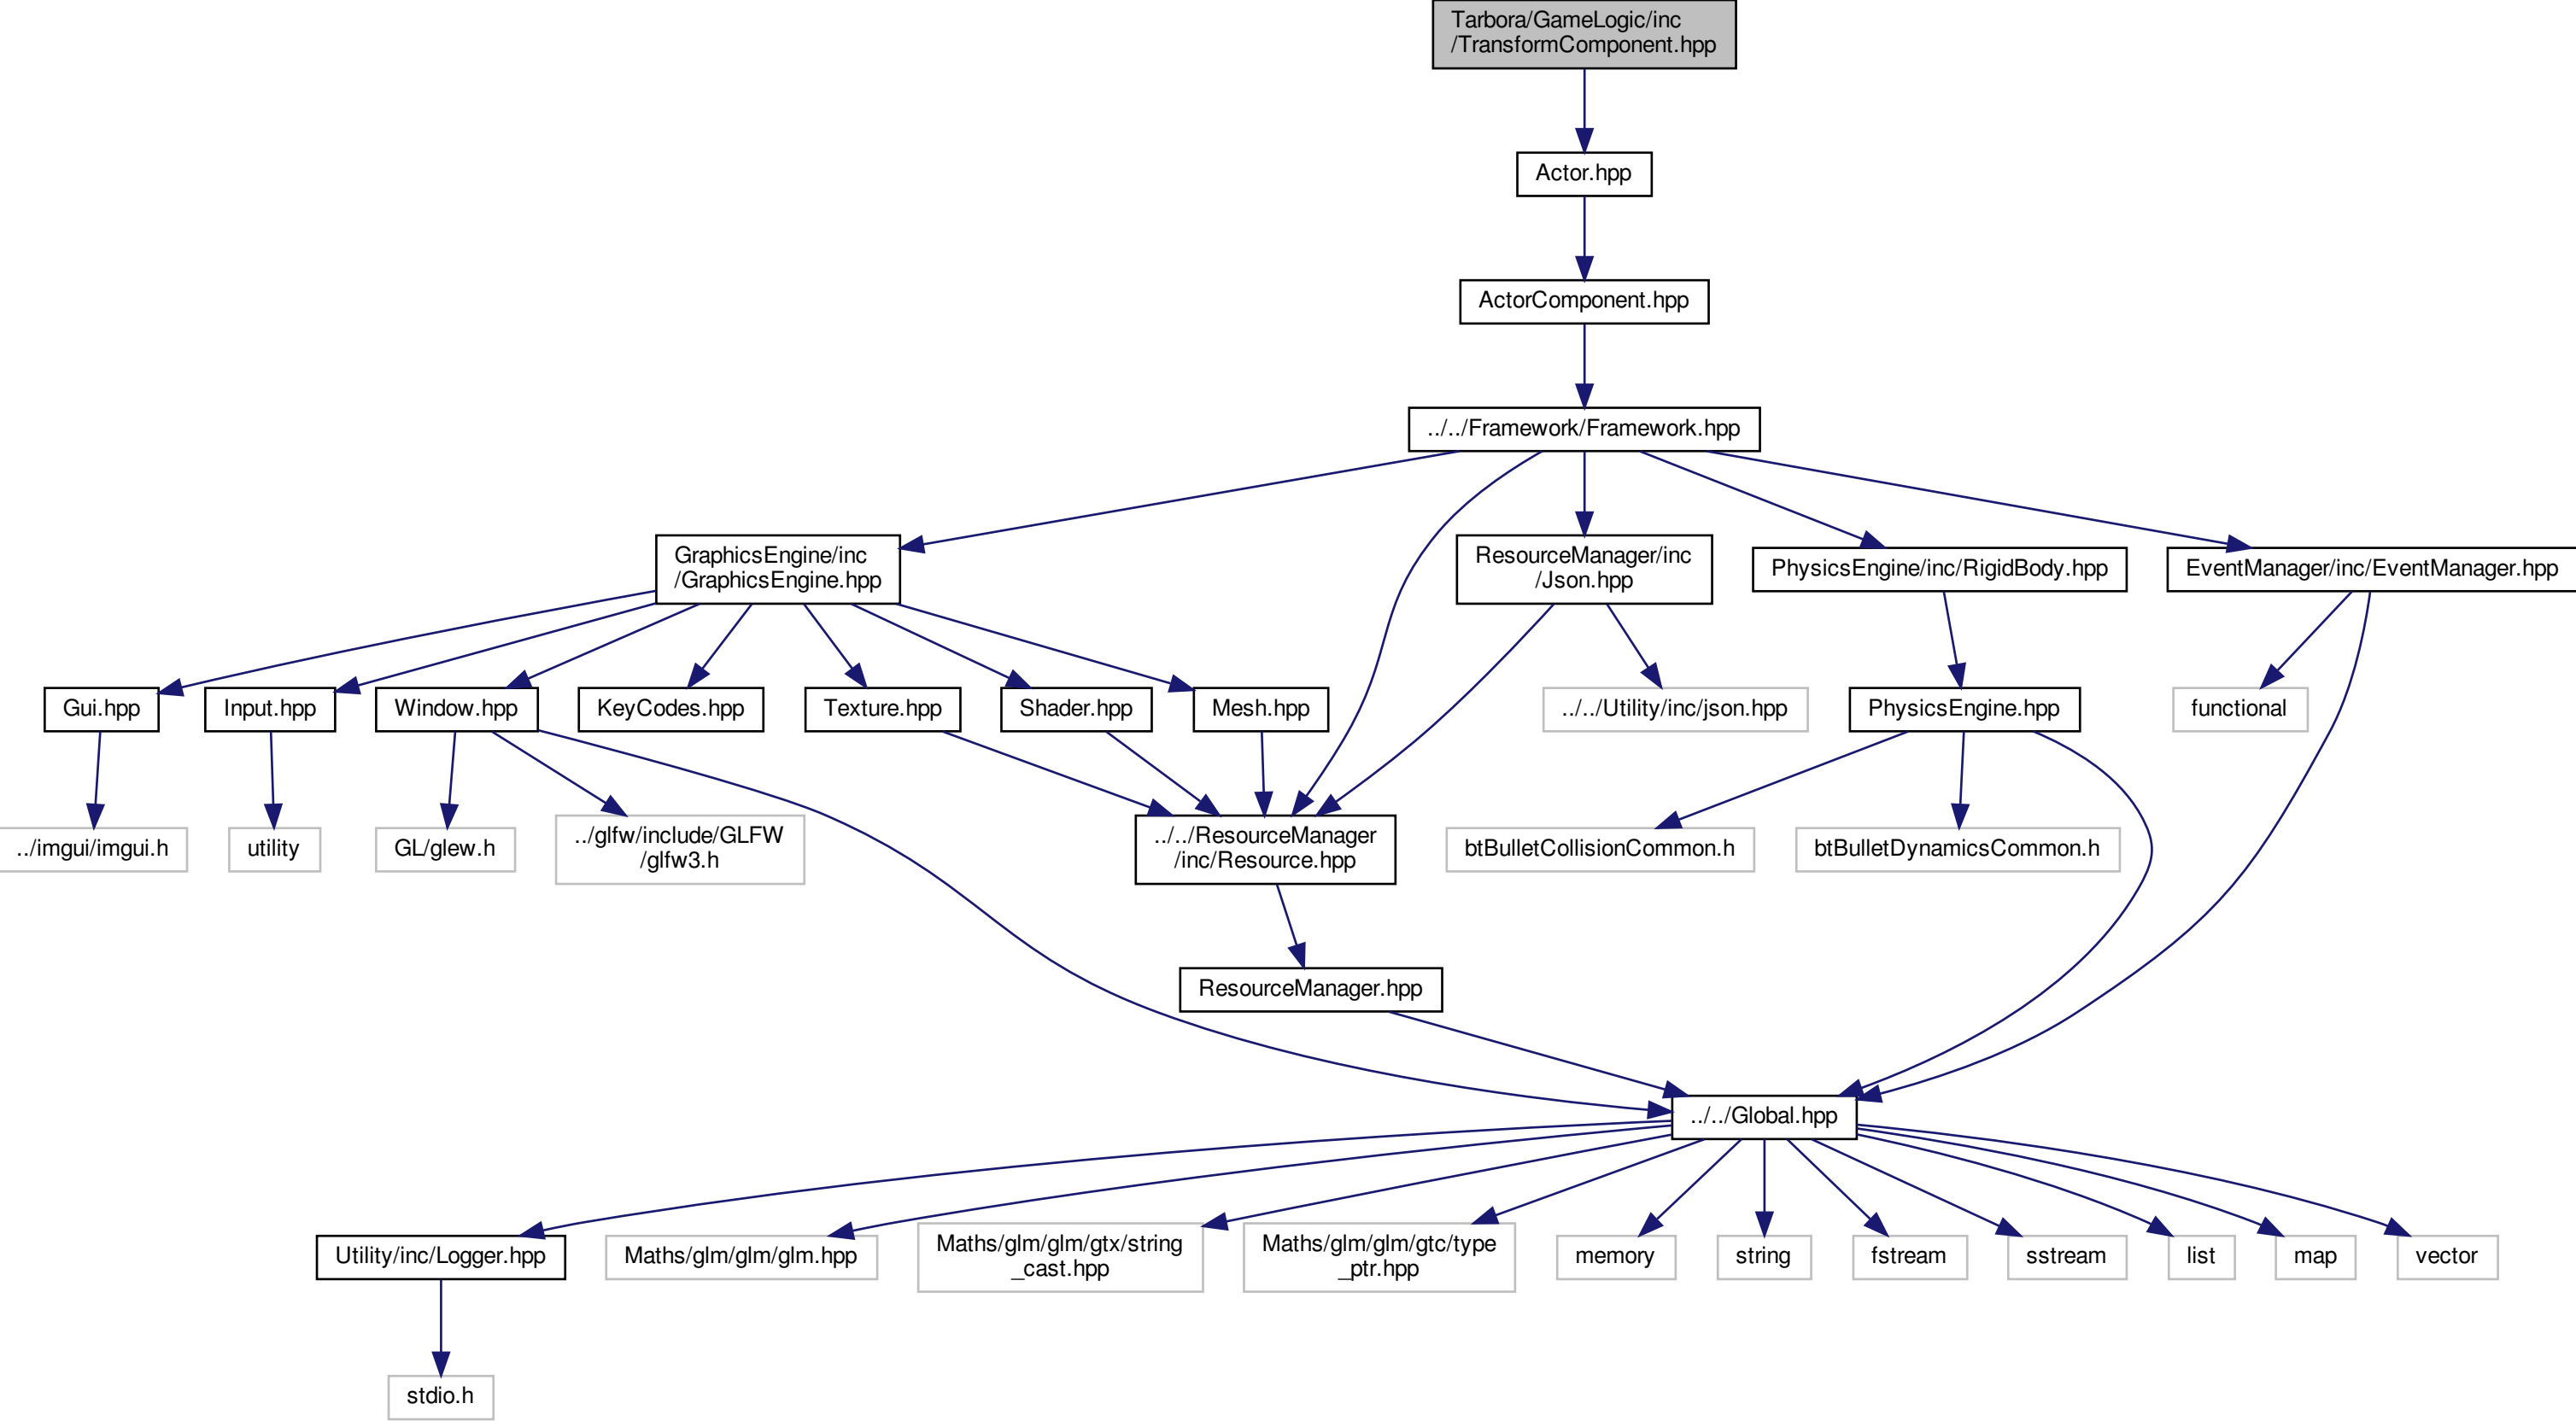 Tarbora/GameLogic/inc
/TransformComponent.hpp
Actor.hpp
ActorComponent.hpp
../../Framework/Framework.hpp
GraphicsEngine/inc
/GraphicsEngine.hpp
ResourceManager/inc
/Json.hpp
PhysicsEngine/inc/RigidBody.hpp
EventManager/inc/EventManager.hpp
Gui.hpp
Input.hpp
Window.hpp
KeyCodes.hpp
Texture.hpp
Shader.hpp
Mesh.hpp
../../Utility/inc/json.hpp
PhysicsEngine.hpp
functional
../imgui/imgui.h
utility
GL/glew.h
../glfw/include/GLFW
/glfw3.h
../../ResourceManager
/inc/Resource.hpp
btBulletCollisionCommon.h
btBulletDynamicsCommon.h
ResourceManager.hpp
../../Global.hpp
Utility/inc/Logger.hpp
Maths/glm/glm/glm.hpp
Maths/glm/glm/gtx/string
_cast.hpp
Maths/glm/glm/gtc/type
_ptr.hpp
memory
string
fstream
sstream
list
map
vector
stdio.h